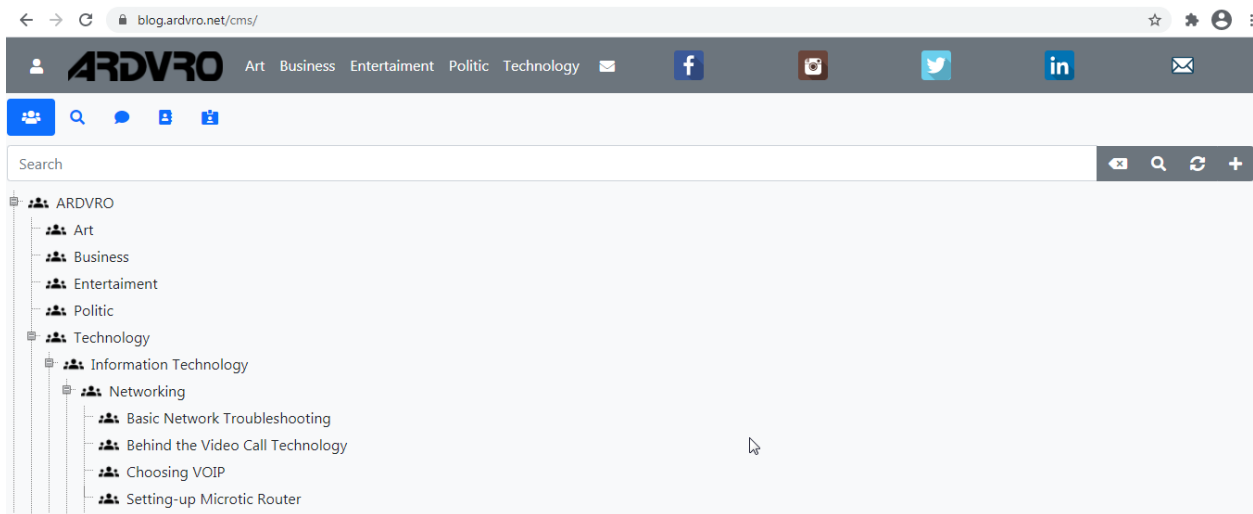 blog.ardvro.net/cms/
ARDVRO Art Business Entertaiment Politic Technology f in
Search
ARDVRO
Art
Business
Entertaiment
Politic
Technology
Information Technology
Networking
Basic Network Troubleshooting
Behind the Video Call Technology
Choosing VOIP
Setting-up Microtic Router